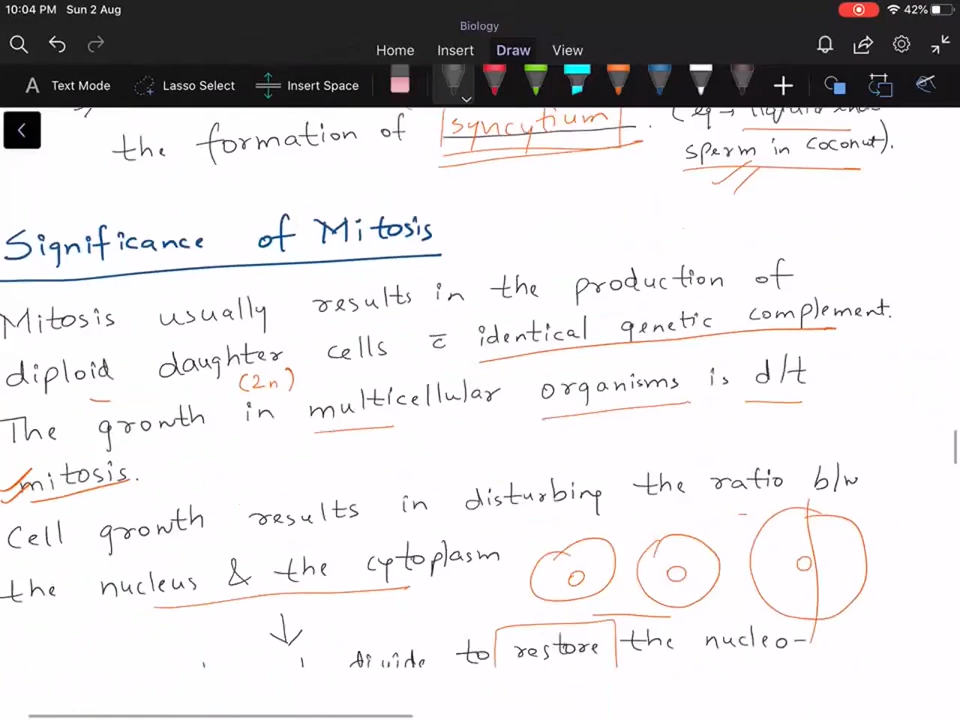 10:04 PM Sun 2 Aug
42%
Biology
Home Insert Draw View
Text Mode Lasso Select Insert Space
the formation of syncytium. (eg → liquid
sperm in coconut).
Significance of Mitosis
Mitosis usually results in the production of
diploid daughter cells c̄ identical genetic complement.
(2n)
The growth in multicellular organisms is d/t
mitosis.
Cell growth results in disturbing the ratio b/w
the nucleus & the cytoplasm
↓
divide to restore the nucleo-